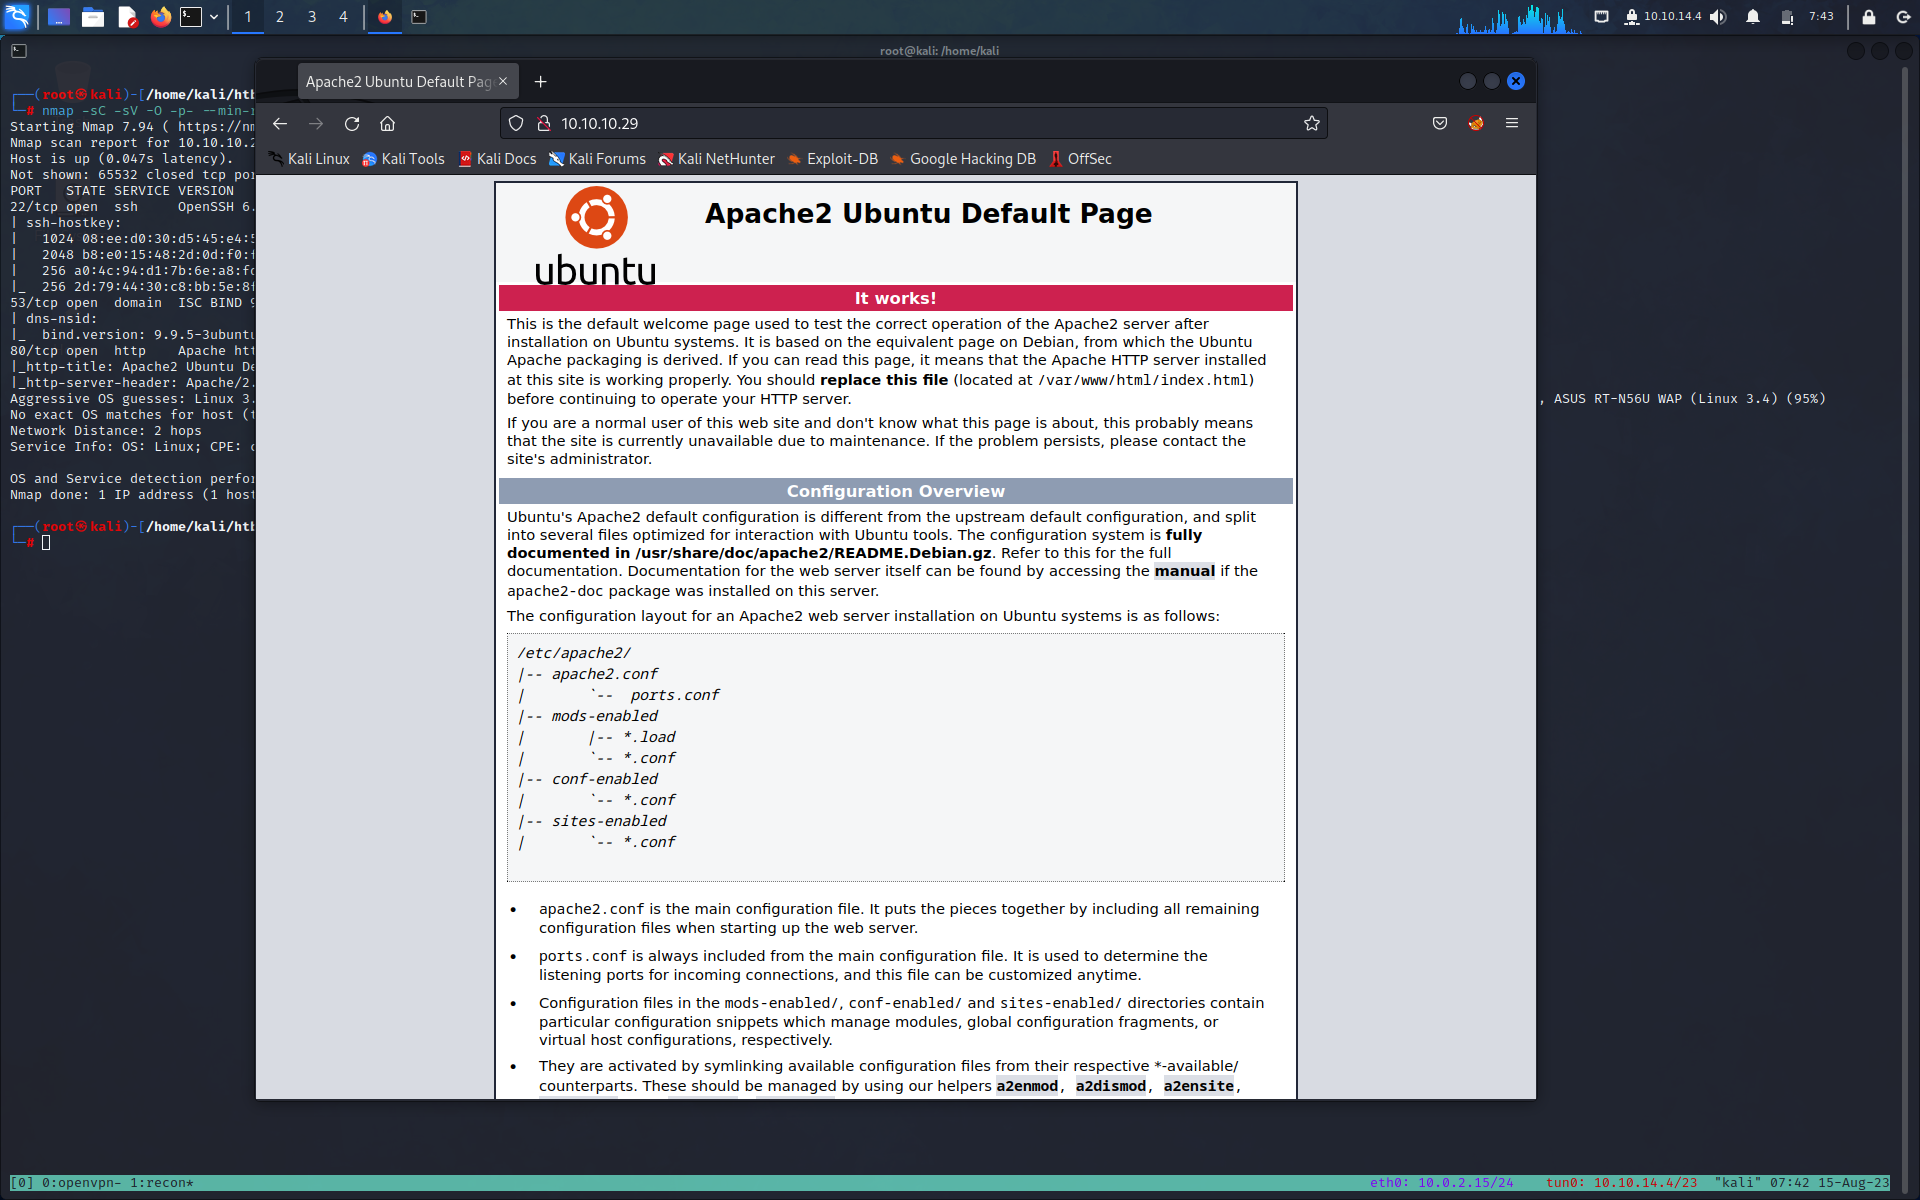 1 2 3 4
10.10.14.4 7:43
root@kali: /home/kali
┌──(root㉿kali)-[/home/kali/htb
└─# nmap -sC -sV -O -p- --min-r
Starting Nmap 7.94 ( https://nm
Nmap scan report for 10.10.10.2
Host is up (0.047s latency).
Not shown: 65532 closed tcp por
PORT   STATE SERVICE VERSION
22/tcp open  ssh     OpenSSH 6.
| ssh-hostkey:
|   1024 08:ee:d0:30:d5:45:e4:5
|   2048 b8:e0:15:48:2d:0d:f0:f
|   256 a0:4c:94:d1:7b:6e:a8:fd
|_  256 2d:79:44:30:c8:bb:5e:8f
53/tcp open  domain  ISC BIND 9
| dns-nsid:
|_  bind.version: 9.9.5-3ubuntu
80/tcp open  http    Apache htt
|_http-title: Apache2 Ubuntu De
|_http-server-header: Apache/2.
Aggressive OS guesses: Linux 3.
, ASUS RT-N56U WAP (Linux 3.4) (95%)
No exact OS matches for host (t
Network Distance: 2 hops
Service Info: OS: Linux; CPE: c
OS and Service detection perfor
Nmap done: 1 IP address (1 host
┌──(root㉿kali)-[/home/kali/htb
└─#
Apache2 Ubuntu Default Pag
10.10.10.29
Kali Linux Kali Tools Kali Docs Kali Forums Kali NetHunter Exploit-DB Google Hacking DB OffSec
ubuntu
Apache2 Ubuntu Default Page
It works!
This is the default welcome page used to test the correct operation of the Apache2 server after
installation on Ubuntu systems. It is based on the equivalent page on Debian, from which the Ubuntu
Apache packaging is derived. If you can read this page, it means that the Apache HTTP server installed
at this site is working properly. You should replace this file (located at /var/www/html/index.html)
before continuing to operate your HTTP server.
If you are a normal user of this web site and don't know what this page is about, this probably means
that the site is currently unavailable due to maintenance. If the problem persists, please contact the
site's administrator.
Configuration Overview
Ubuntu's Apache2 default configuration is different from the upstream default configuration, and split
into several files optimized for interaction with Ubuntu tools. The configuration system is fully
documented in /usr/share/doc/apache2/README.Debian.gz. Refer to this for the full
documentation. Documentation for the web server itself can be found by accessing the manual if the
apache2-doc package was installed on this server.
The configuration layout for an Apache2 web server installation on Ubuntu systems is as follows:
/etc/apache2/
|-- apache2.conf
|       `--  ports.conf
|-- mods-enabled
|       |-- *.load
|       `-- *.conf
|-- conf-enabled
|       `-- *.conf
|-- sites-enabled
|       `-- *.conf
• apache2.conf is the main configuration file. It puts the pieces together by including all remaining
configuration files when starting up the web server.
• ports.conf is always included from the main configuration file. It is used to determine the
listening ports for incoming connections, and this file can be customized anytime.
• Configuration files in the mods-enabled/, conf-enabled/ and sites-enabled/ directories contain
particular configuration snippets which manage modules, global configuration fragments, or
virtual host configurations, respectively.
• They are activated by symlinking available configuration files from their respective *-available/
counterparts. These should be managed by using our helpers a2enmod, a2dismod, a2ensite,
[0] 0:openvpn- 1:recon*
eth0: 10.0.2.15/24 tun0: 10.10.14.4/23 "kali" 07:42 15-Aug-23